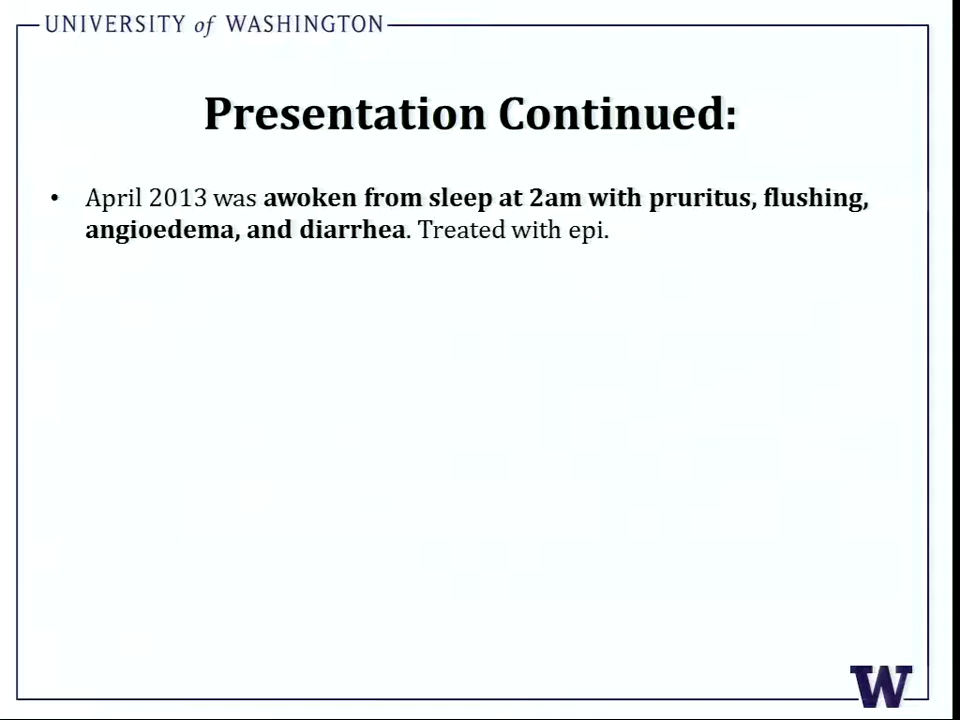 UNIVERSITY of WASHINGTON
Presentation Continued:
• April 2013 was awoken from sleep at 2am with pruritus, flushing,
angioedema, and diarrhea. Treated with epi.
W